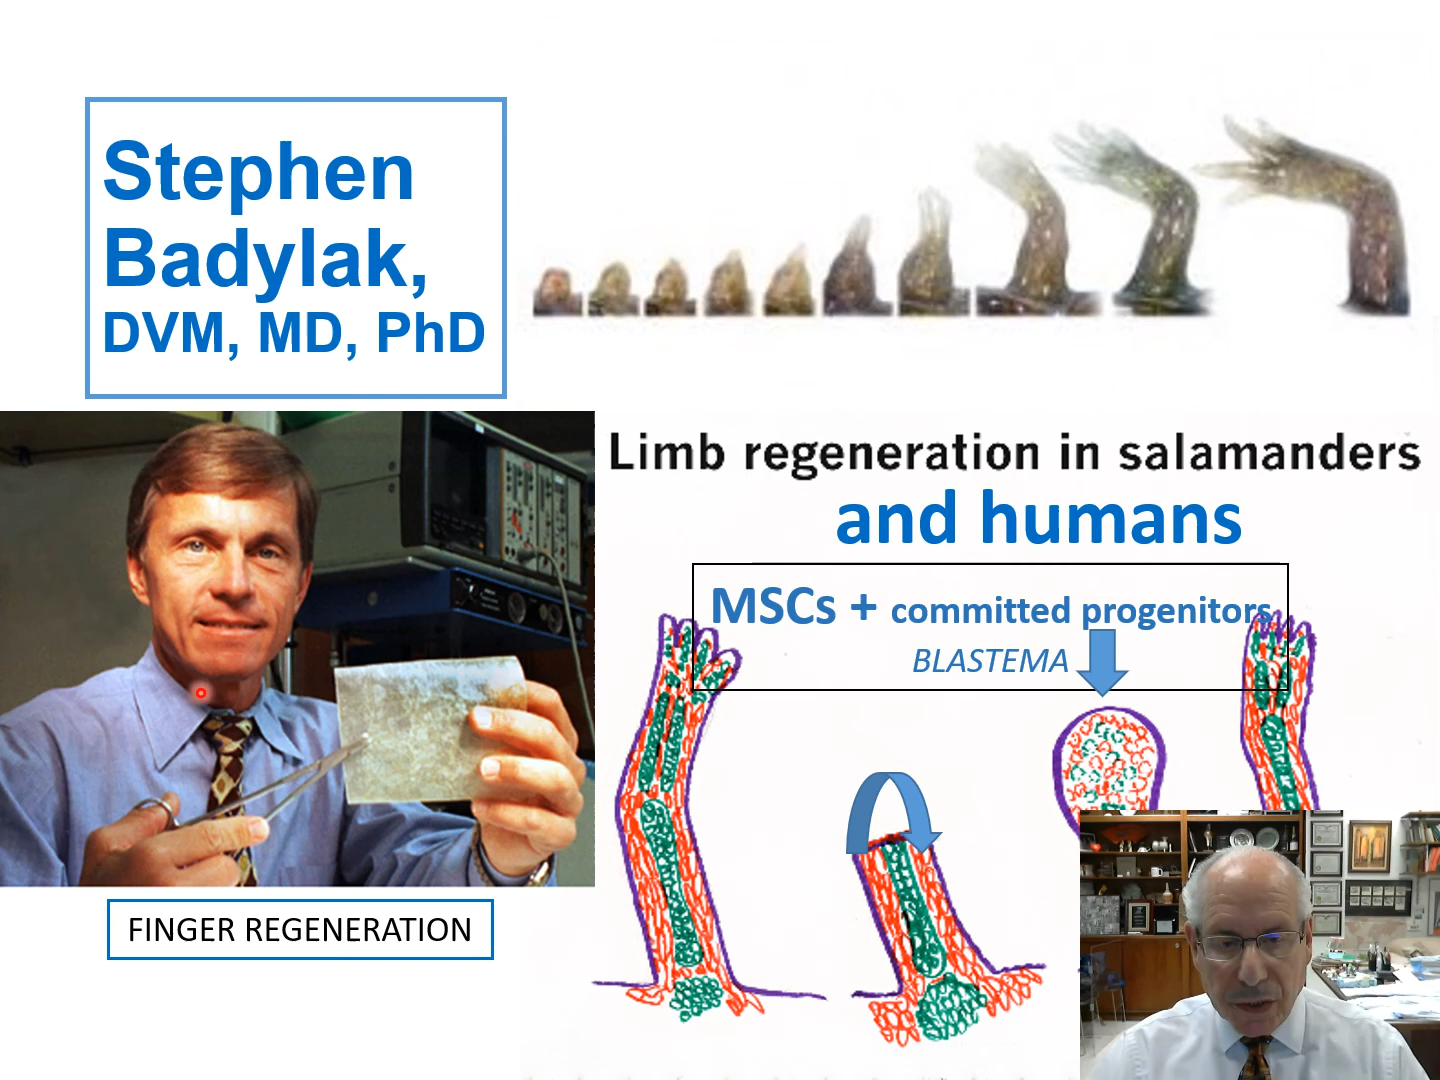 Stephen
Badylak,
DVM, MD, PhD
Limb regeneration in salamanders
and humans
MSCs + committed progenitors
BLASTEMA
FINGER REGENERATION